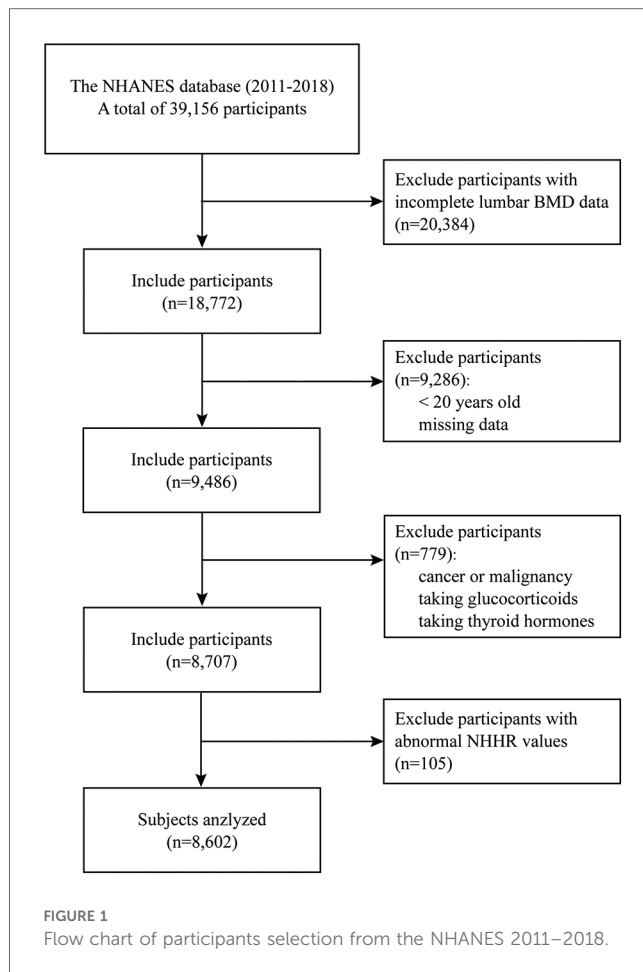 The NHANES database (2011-2018)
A total of 39,156 participants
Exclude participants with
incomplete lumbar BMD data
(n=20,384)
Include participants
(n=18,772)
Exclude participants
(n=9,286):
< 20 years old
missing data
Include participants
(n=9,486)
Exclude participants
(n=779):
cancer or malignancy
taking glucocorticoids
taking thyroid hormones
Include participants
(n=8,707)
Exclude participants with
abnormal NHHR values
(n=105)
Subjects anzlyzed
(n=8,602)
FIGURE 1
Flow chart of participants selection from the NHANES 2011–2018.